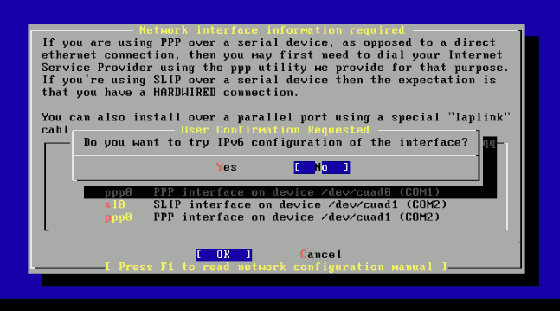 Network Interface Information required
If you are using PPP over a serial device, as opposed to a direct
ethernet connection, then you may first need to dial your Internet
Service Provider using the ppp utility we provide for that purpose.
If you're using SLIP over a serial device then the expectation is
that you have a HARDWIRED connection.
You can also install over a parallel port using a special "laplink"
cabl
User Confirmation Requested
Do you want to try IPv6 configuration of the interface?
Yes [ No ]
ppp0 PPP interface on device /dev/cuad0 (COM1)
sl0 SLIP interface on device /dev/cuad1 (COM2)
ppp0 PPP interface on device /dev/cuad1 (COM2)
[ OK ] Cancel
[ Press F1 to read network configuration manual ]